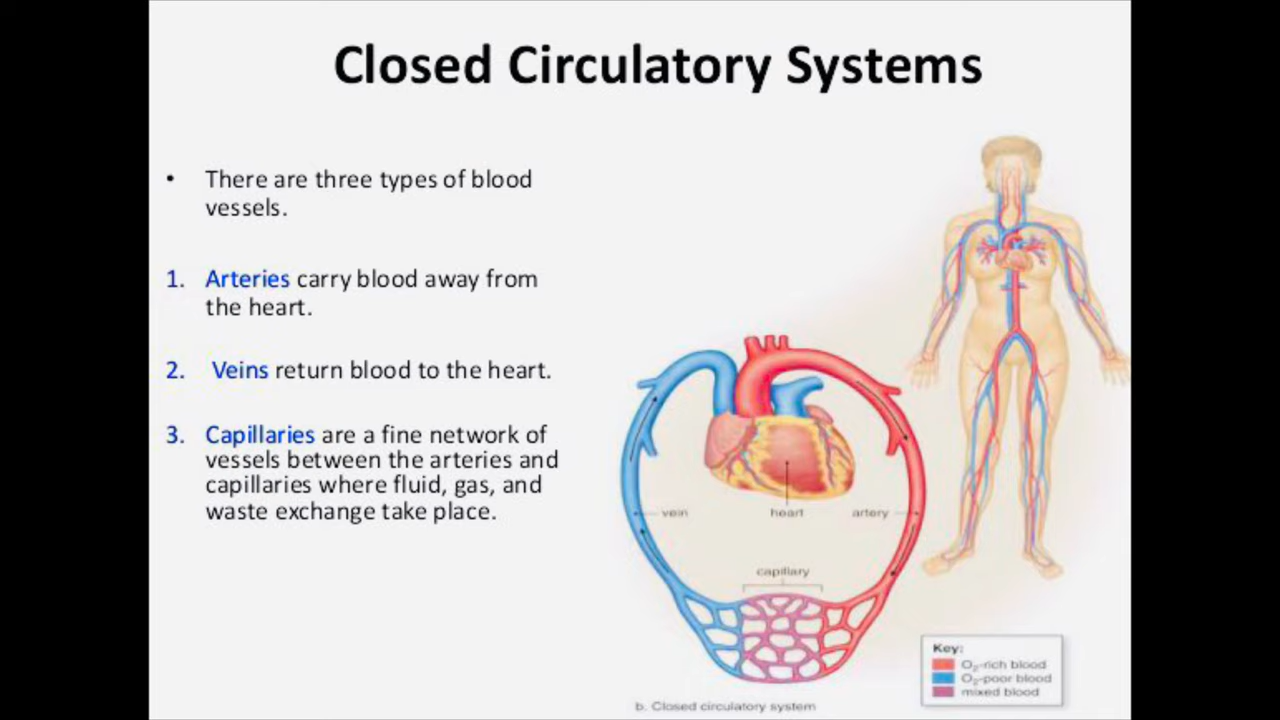 Closed Circulatory Systems
• There are three types of blood
vessels.
1. Arteries carry blood away from
the heart.
2. Veins return blood to the heart.
3. Capillaries are a fine network of
vessels between the arteries and
capillaries where fluid, gas, and
waste exchange take place.
vein
heart
artery
capillary
Key:
O₂-rich blood
O₂-poor blood
mixed blood
b. Closed circulatory system